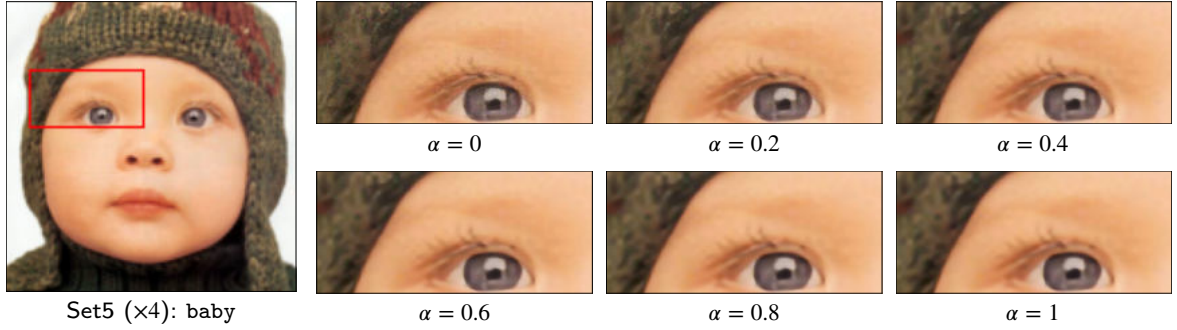 α = 0
α = 0.2
α = 0.4
Set5 (×4): baby
α = 0.6
α = 0.8
α = 1